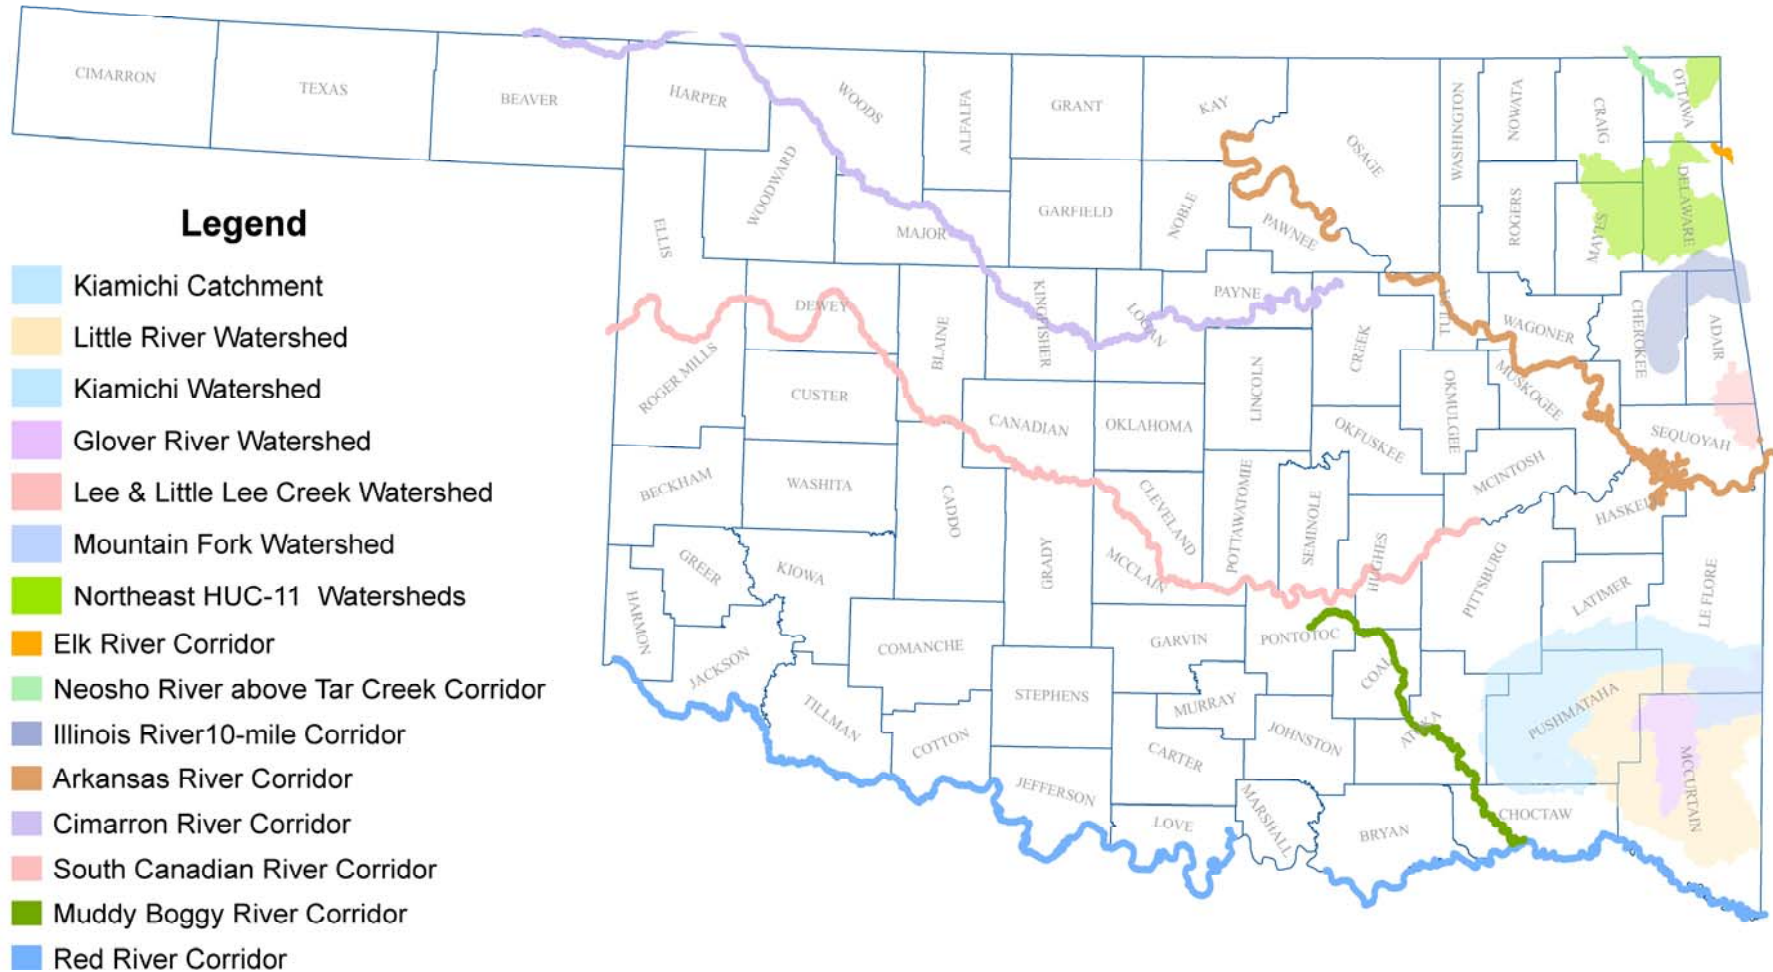 CIMARRON
TEXAS
BEAVER
HARPER
WOODS
ALFALFA
GRANT
KAY
OSAGE
WASHINGTON
NOWATA
CRAIG
OTTAWA
WOODWARD
ELLIS
MAJOR
GARFIELD
NOBLE
PAWNEE
ROGERS
MAYES
DELAWARE
Legend
Kiamichi Catchment
Little River Watershed
Kiamichi Watershed
Glover River Watershed
Lee & Little Lee Creek Watershed
Mountain Fork Watershed
Northeast HUC-11 Watersheds
Elk River Corridor
Neosho River above Tar Creek Corridor
Illinois River10-mile Corridor
Arkansas River Corridor
Cimarron River Corridor
South Canadian River Corridor
Muddy Boggy River Corridor
Red River Corridor
DEWEY
BLAINE
KINGFISHER
LOGAN
PAYNE
CREEK
WAGONER
CHEROKEE
ADAIR
ROGER MILLS
CUSTER
CANADIAN
OKLAHOMA
LINCOLN
OKFUSKEE
OKMULGEE
MUSKOGEE
SEQUOYAH
BECKHAM
WASHITA
CADDO
GRADY
CLEVELAND
POTTAWATOMIE
SEMINOLE
HUGHES
MCINTOSH
HASKELL
GREER
KIOWA
MCCLAIN
PITTSBURG
LATIMER
LE FLORE
HARMON
JACKSON
COMANCHE
GARVIN
PONTOTOC
COAL
TILLMAN
COTTON
STEPHENS
MURRAY
JOHNSTON
ATOKA
PUSHMATAHA
CARTER
JEFFERSON
LOVE
MARSHALL
BRYAN
CHOCTAW
MCCURTAIN